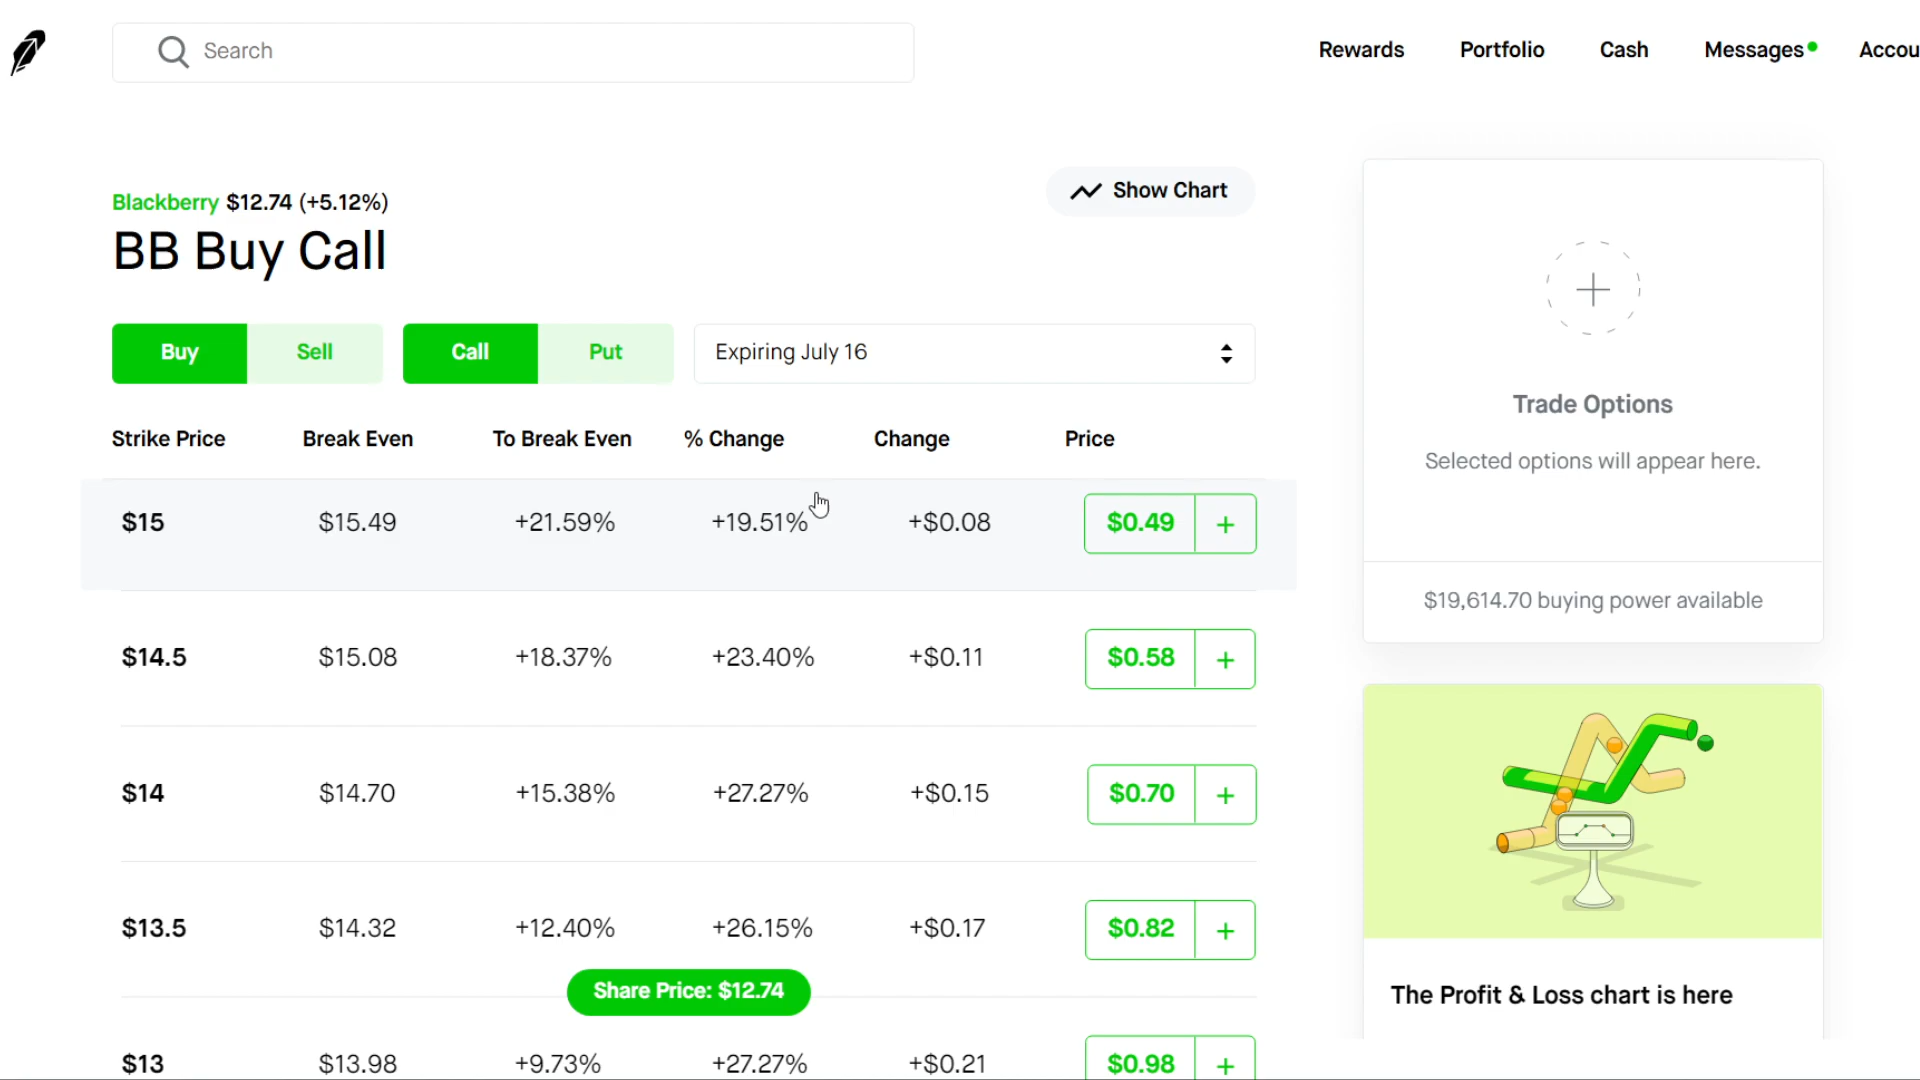 Search
Rewards
Portfolio
Cash
Messages
Accou
Blackberry $12.74 (+5.12%)
BB Buy Call
Show Chart
Buy
Sell
Call
Put
Expiring July 16
Strike Price Break Even To Break Even % Change Change Price
$15 $15.49 +21.59% +19.51% +$0.08 $0.49 +
$14.5 $15.08 +18.37% +23.40% +$0.11 $0.58 +
$14 $14.70 +15.38% +27.27% +$0.15 $0.70 +
$13.5 $14.32 +12.40% +26.15% +$0.17 $0.82 +
Share Price: $12.74
$13 $13.98 +9.73% +27.27% +$0.21 $0.98 +
Trade Options
Selected options will appear here.
$19,614.70 buying power available
The Profit & Loss chart is here